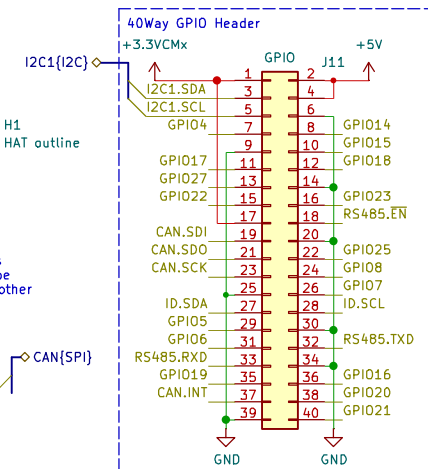 40Way GPIO Header
+3.3VCMx
+5V
I2C1{I2C}
GPIO
J11
1 2
I2C1.SDA 3 4
I2C1.SCL 5 6
GPIO4 7 8 GPIO14
9 10 GPIO15
GPIO17 11 12 GPIO18
GPIO27 13 14
GPIO22 15 16 GPIO23
17 18 RS485.EN
CAN.SDI 19 20
CAN.SDO 21 22 GPIO25
CAN.SCK 23 24 GPIO8
25 26 GPIO7
ID.SDA 27 28 ID.SCL
GPIO5 29 30
GPIO6 31 32 RS485.TXD
RS485.RXD 33 34
GPIO19 35 36 GPIO16
CAN.INT 37 38 GPIO20
39 40 GPIO21
GND GND
H1
HAT outline
other
CAN{SPI}